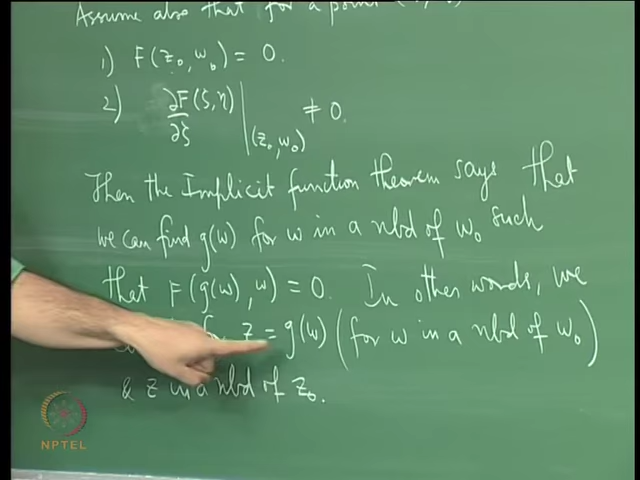 Assume also that for a point
1) F(z₀, w₀) = 0.
2) ∂F(ζ,η)/∂ζ |(z₀,w₀) ≠ 0.
Then the Implicit function theorem says that
we can find g(w) for w in a nbd of w₀ such
that F(g(w), w) = 0. In other words, we
z = g(w) (for w in a nbd of w₀)
& z in a nbd of z₀.
NPTEL